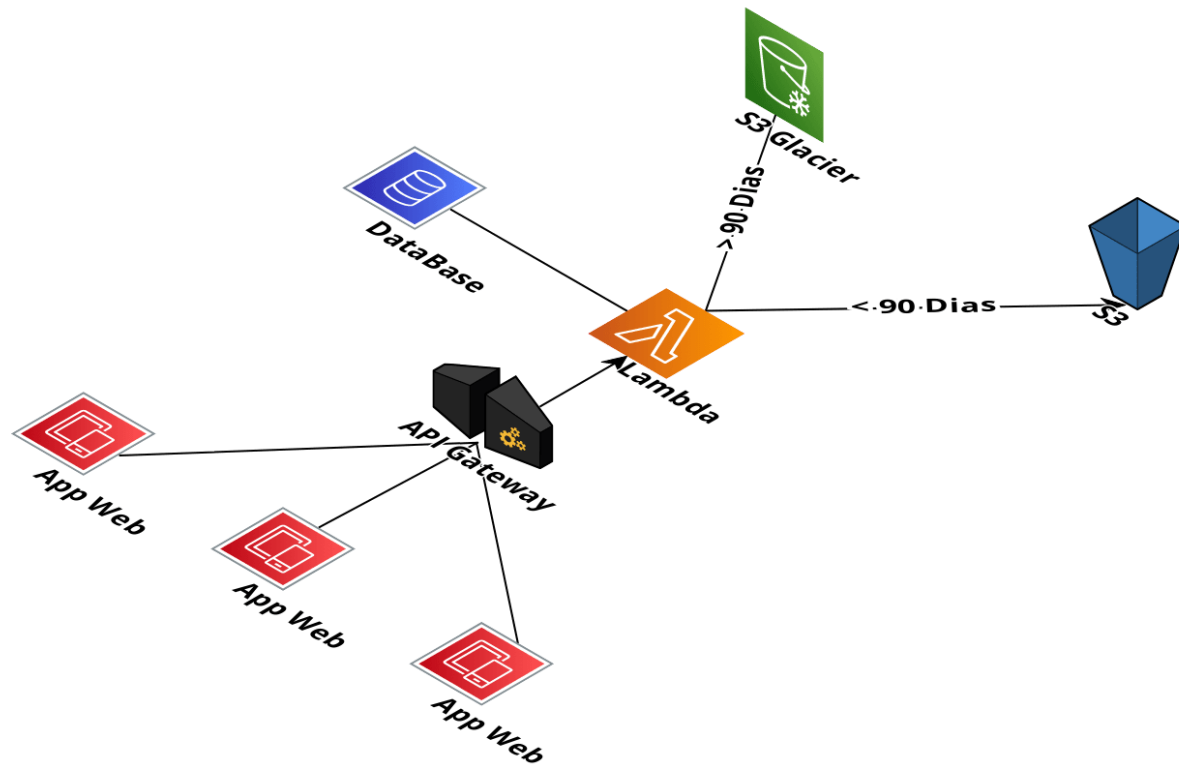 S3 Glacier
> 90 Dias
DataBase
< 90 Dias
S3
Lambda
API Gateway
App Web
App Web
App Web